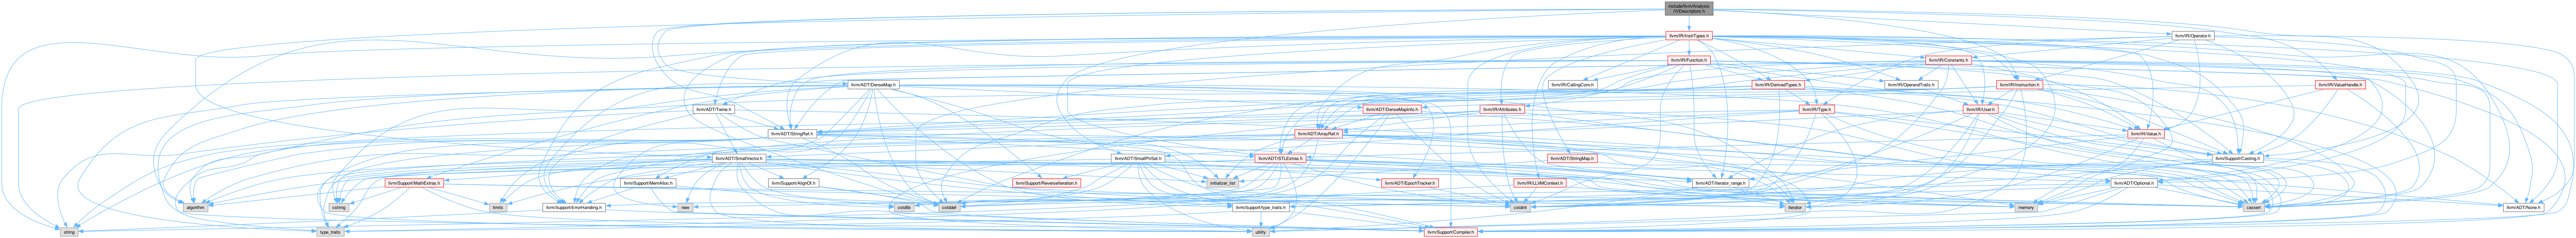 include/llvm/Analysis
/IVDescriptors.h
llvm/IR/InstrTypes.h
llvm/IR/Operator.h
llvm/IR/Function.h
llvm/IR/Constants.h
llvm/ADT/DenseMap.h
llvm/IR/CallingConv.h
llvm/IR/DerivedTypes.h
llvm/IR/OperandTraits.h
llvm/IR/Instruction.h
llvm/IR/ValueHandle.h
llvm/ADT/Twine.h
llvm/ADT/DenseMapInfo.h
llvm/IR/Attributes.h
llvm/IR/Type.h
llvm/IR/User.h
llvm/ADT/StringRef.h
llvm/ADT/ArrayRef.h
llvm/IR/Value.h
llvm/ADT/SmallVector.h
llvm/ADT/SmallPtrSet.h
llvm/ADT/STLExtras.h
llvm/ADT/StringMap.h
llvm/Support/Casting.h
llvm/Support/MathExtras.h
llvm/Support/MemAlloc.h
llvm/Support/AlignOf.h
llvm/Support/ReverseIteration.h
initializer_list
llvm/ADT/EpochTracker.h
llvm/IR/LLVMContext.h
llvm/ADT/iterator_range.h
llvm/ADT/Optional.h
algorithm
cstring
limits
llvm/Support/ErrorHandling.h
new
cstdlib
cstddef
llvm/Support/type_traits.h
cstdint
iterator
memory
cassert
llvm/ADT/None.h
string
type_traits
utility
llvm/Support/Compiler.h